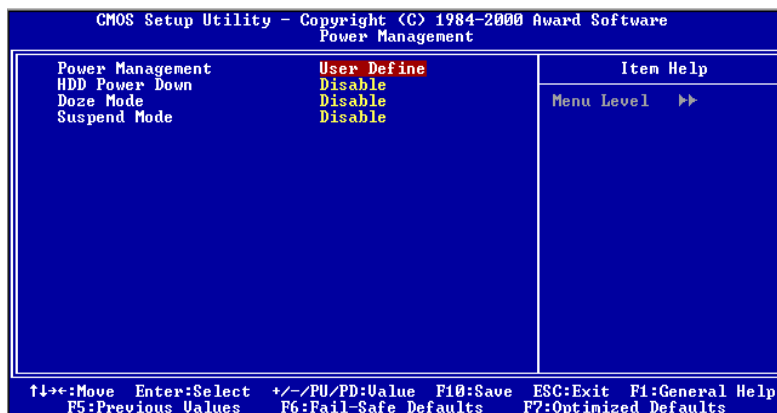 CMOS Setup Utility - Copyright (C) 1984-2000 Award Software
Power Management
Power Management User Define
HDD Power Down Disable
Doze Mode Disable
Suspend Mode Disable
Item Help
Menu Level ▶▶
↑↓→←:Move Enter:Select +/-/PU/PD:Value F10:Save ESC:Exit F1:General Help
F5:Previous Values F6:Fail-Safe Defaults F7:Optimized Defaults